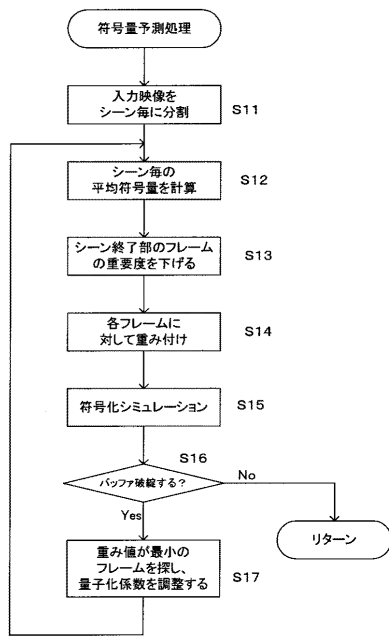 符号量予測処理
入力映像を
シーン毎に分割
S11
シーン毎の
平均符号量を計算
S12
シーン終了部のフレーム
の重要度を下げる
S13
各フレームに
対して重み付け
S14
符号化シミュレーション
S15
S16
バッファ破綻する？
No
Yes
リターン
重み値が最小の
フレームを探し、
量子化係数を調整する
S17